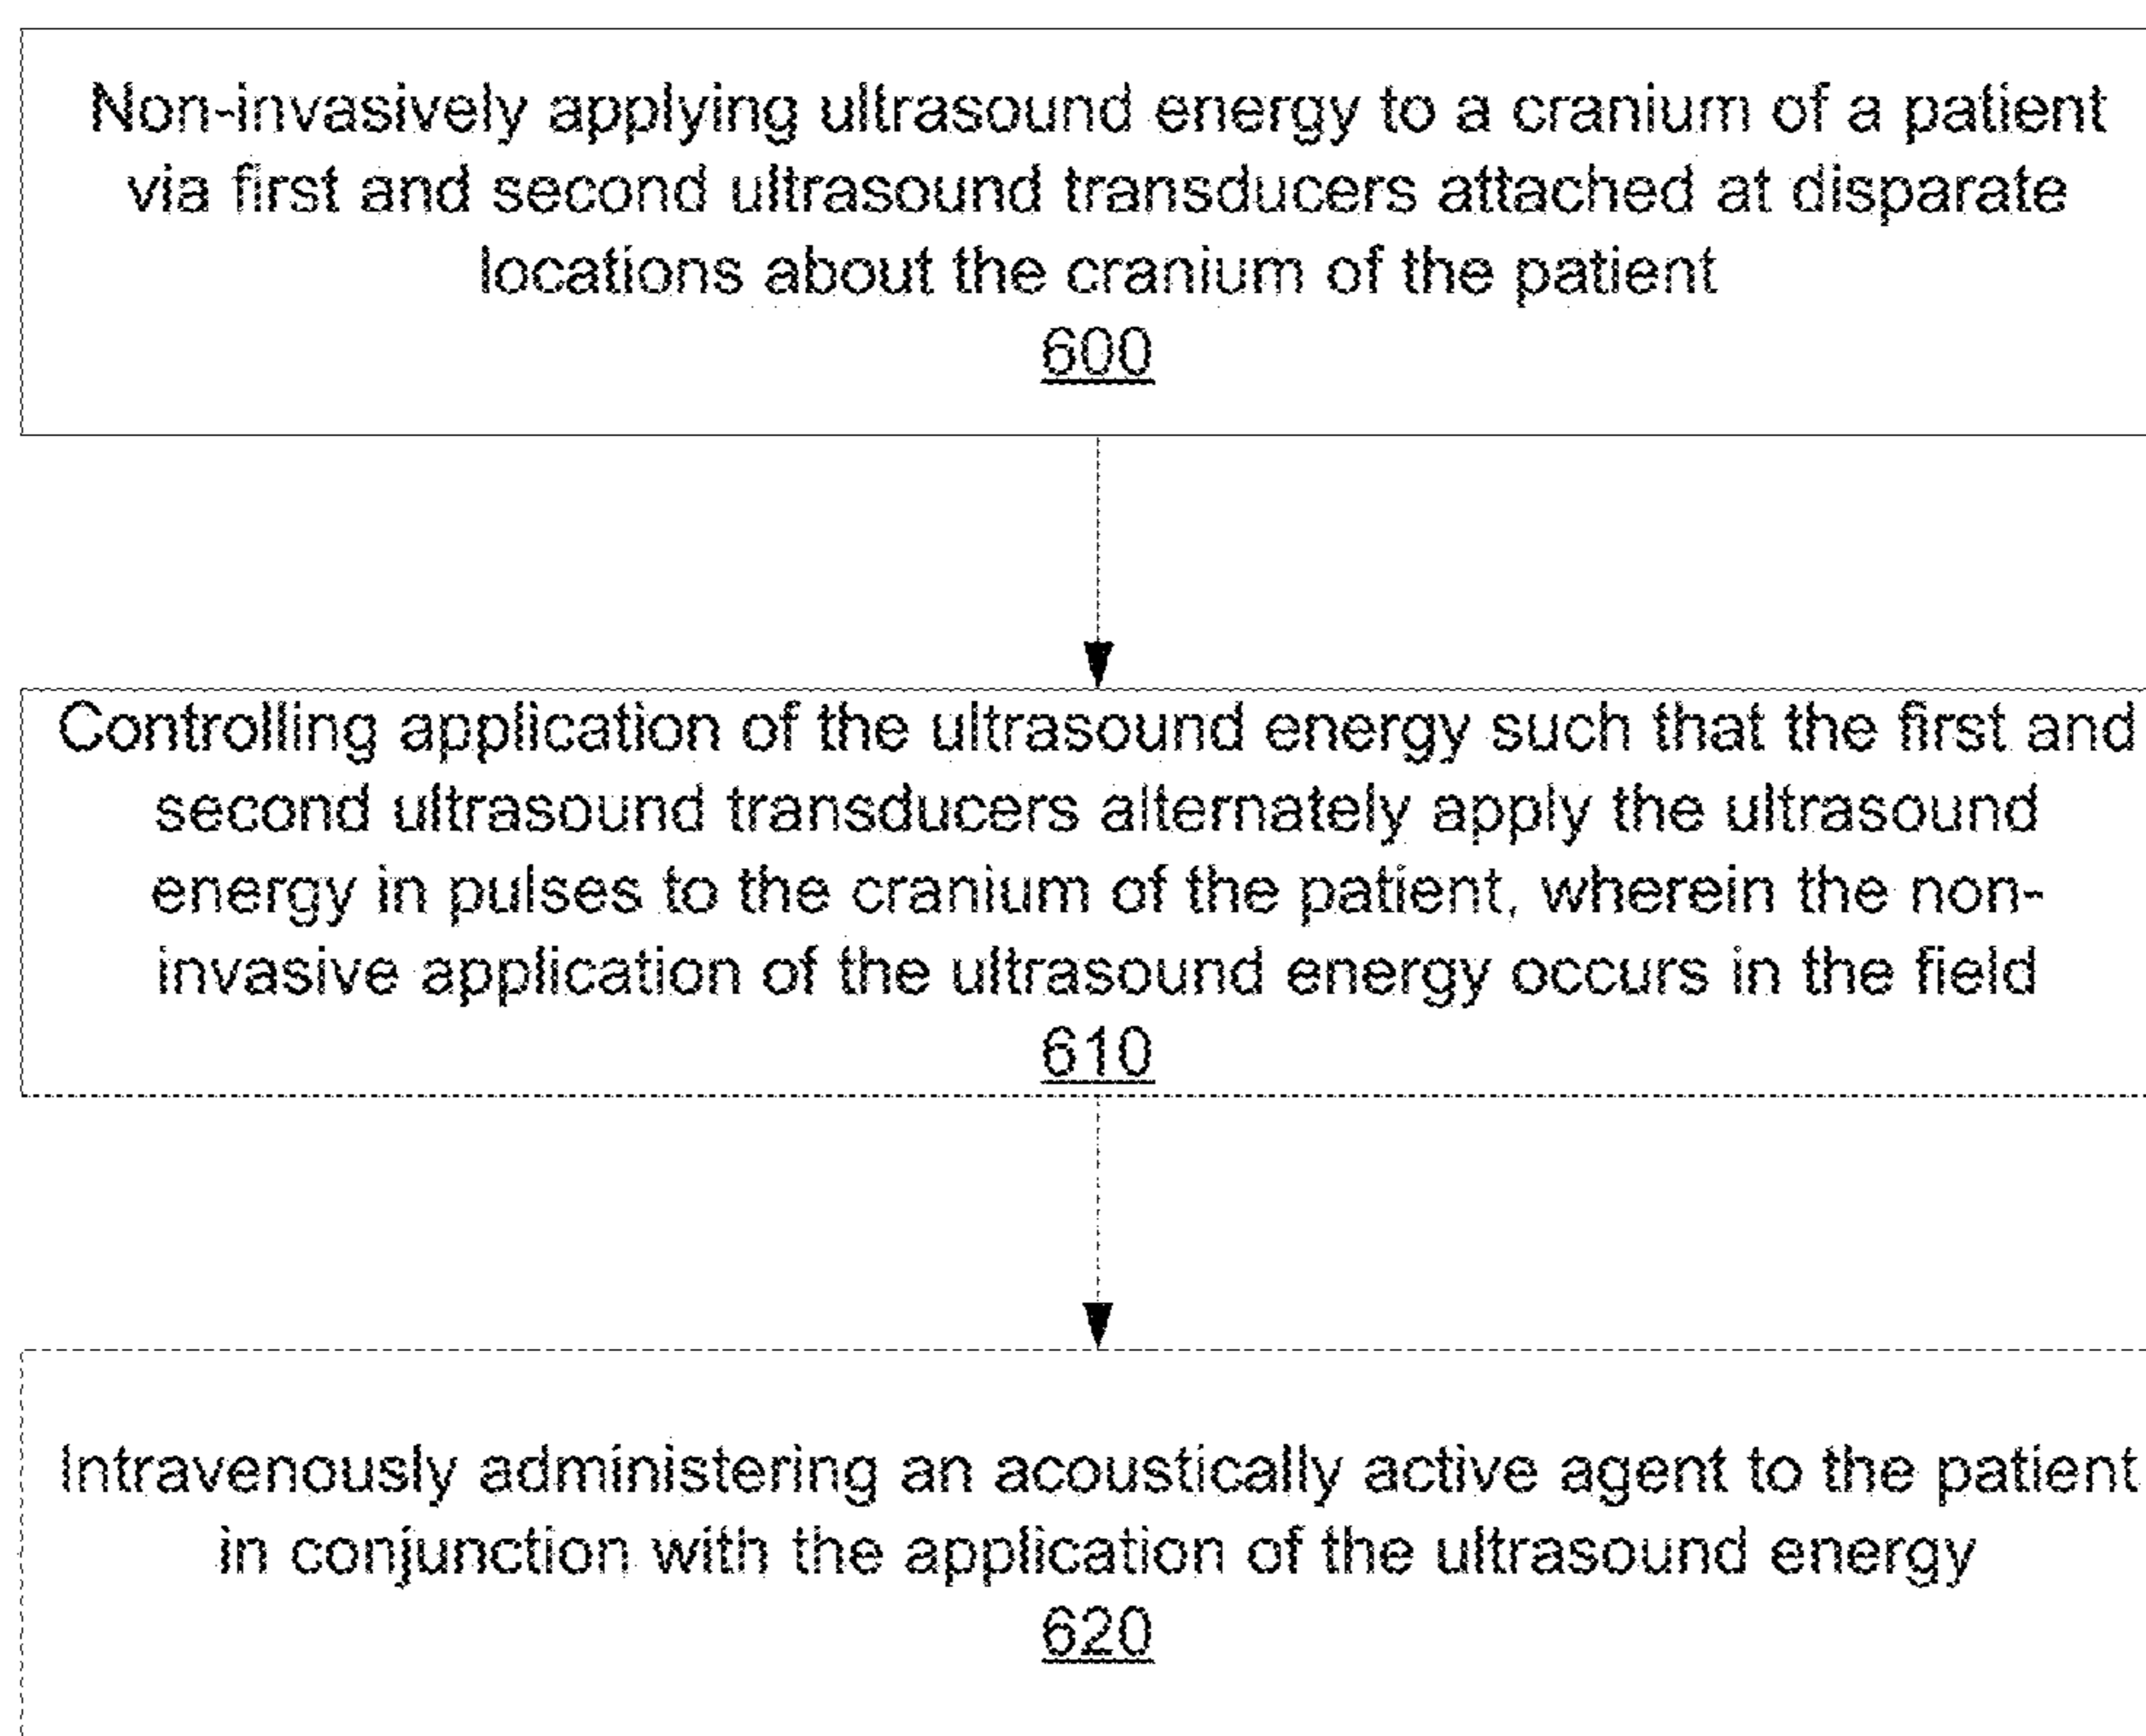 Non-invasively applying ultrasound energy to a cranium of a patient
via first and second ultrasound transducers attached at disparate
locations about the cranium of the patient
600
Controlling application of the ultrasound energy such that the first and
second ultrasound transducers alternately apply the ultrasound
energy in pulses to the cranium of the patient, wherein the non-
invasive application of the ultrasound energy occurs in the field
610
Intravenously administering an acoustically active agent to the patient
in conjunction with the application of the ultrasound energy
620